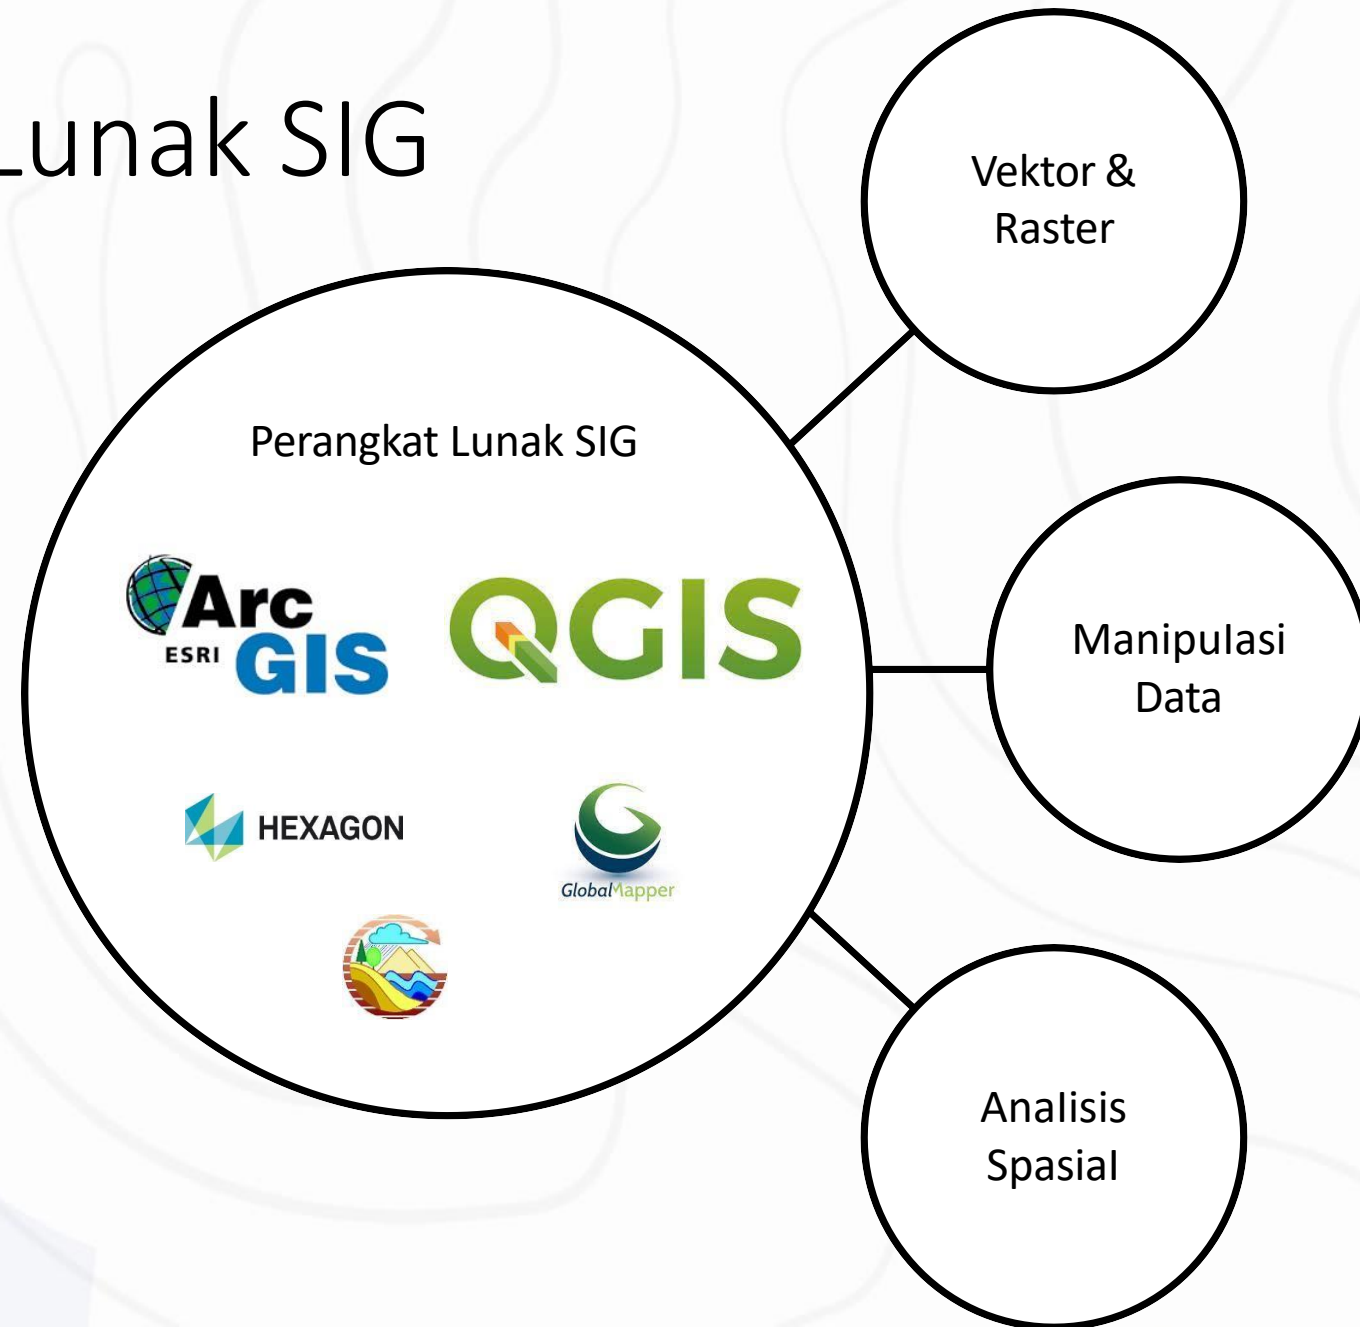 Lunak SIG
Vektor &
Raster
Perangkat Lunak SIG
Arc
ESRI GIS
QGIS
Manipulasi
Data
HEXAGON
GlobalMapper
Analisis
Spasial